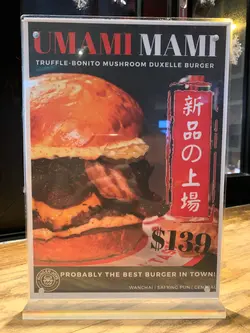 UMAMI MAMI
TRUFFLE-BONITO MUSHROOM DUXELLE BURGER
新品の上場
$139
PROBABLY THE BEST BURGER IN TOWN!